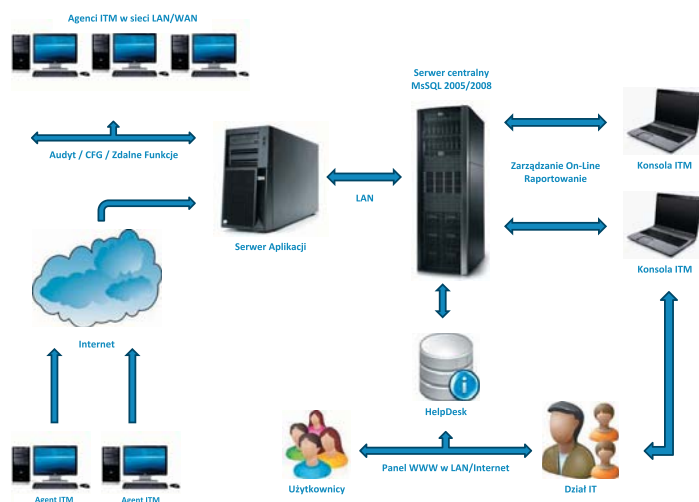 Agenci ITM w sieci LAN/WAN
Serwer centralny
MsSQL 2005/2008
Audyt / CFG / Zdalne Funkcje
LAN
Zarządzanie On-Line
Raportowanie
Konsola ITM
Serwer Aplikacji
Konsola ITM
Internet
HelpDesk
Panel WWW w LAN/Internet
Użytkownicy
Dział IT
Agent ITM
Agent ITM